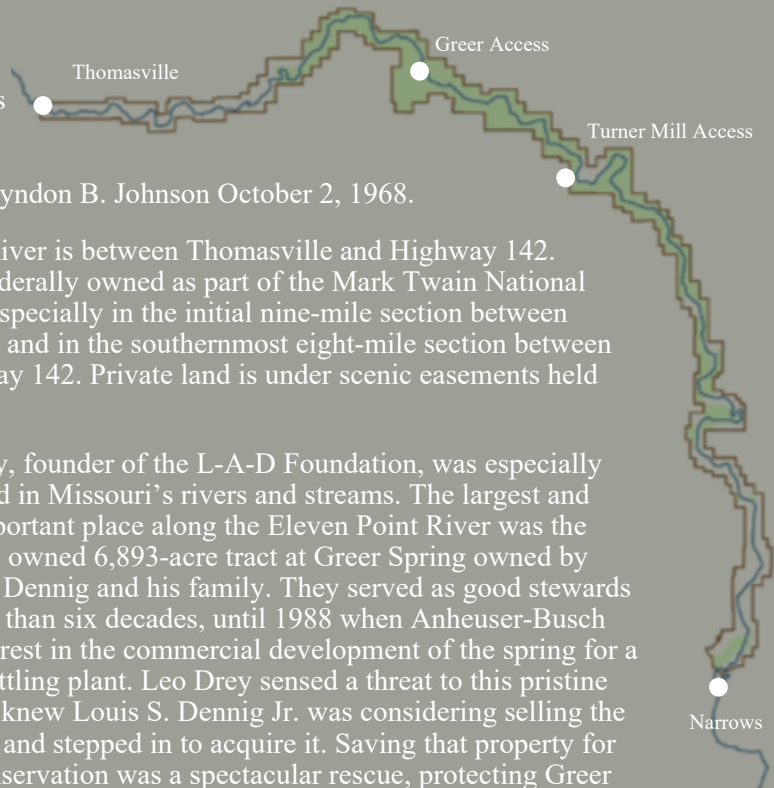 Greer Access
Thomasville
s
Turner Mill Access
yndon B. Johnson October 2, 1968.
iver is between Thomasville and Highway 142.
derally owned as part of the Mark Twain National
specially in the initial nine-mile section between
and in the southernmost eight-mile section between
ay 142. Private land is under scenic easements held
y, founder of the L-A-D Foundation, was especially
d in Missouri’s rivers and streams. The largest and
portant place along the Eleven Point River was the
owned 6,893-acre tract at Greer Spring owned by
Dennig and his family. They served as good stewards
than six decades, until 1988 when Anheuser-Busch
rest in the commercial development of the spring for a
ttling plant. Leo Drey sensed a threat to this pristine
knew Louis S. Dennig Jr. was considering selling the
and stepped in to acquire it. Saving that property for
nservation was a spectacular rescue, protecting Greer
Narrows